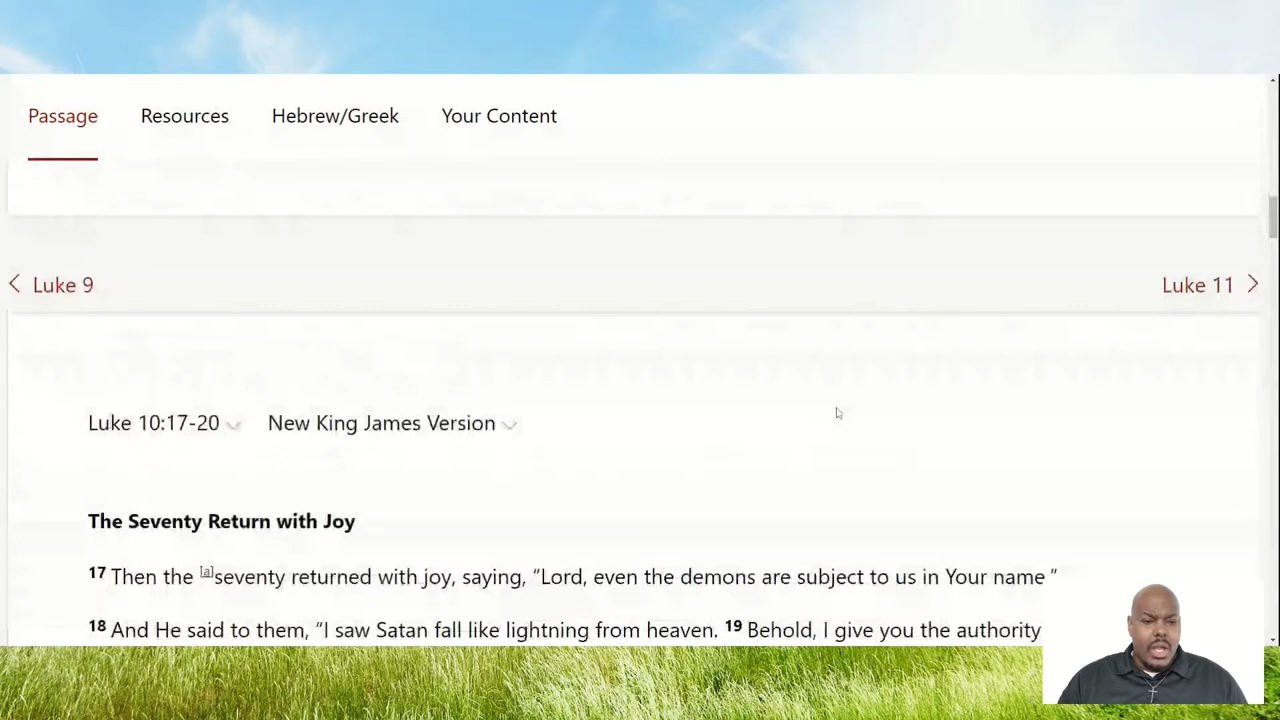 Passage Resources Hebrew/Greek Your Content
Luke 9 Luke 11
Luke 10:17-20 New King James Version
The Seventy Return with Joy
17 Then the [a]seventy returned with joy, saying, “Lord, even the demons are subject to us in Your name ”
18 And He said to them, “I saw Satan fall like lightning from heaven. 19 Behold, I give you the authority